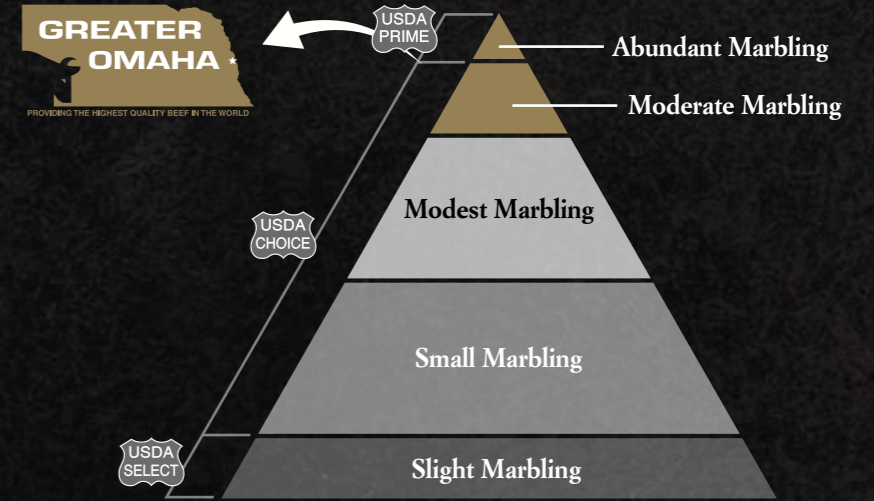 GREATER
OMAHA
PROVIDING THE HIGHEST QUALITY BEEF IN THE WORLD
USDA
PRIME
Abundant Marbling
Moderate Marbling
USDA
CHOICE
Modest Marbling
Small Marbling
USDA
SELECT
Slight Marbling